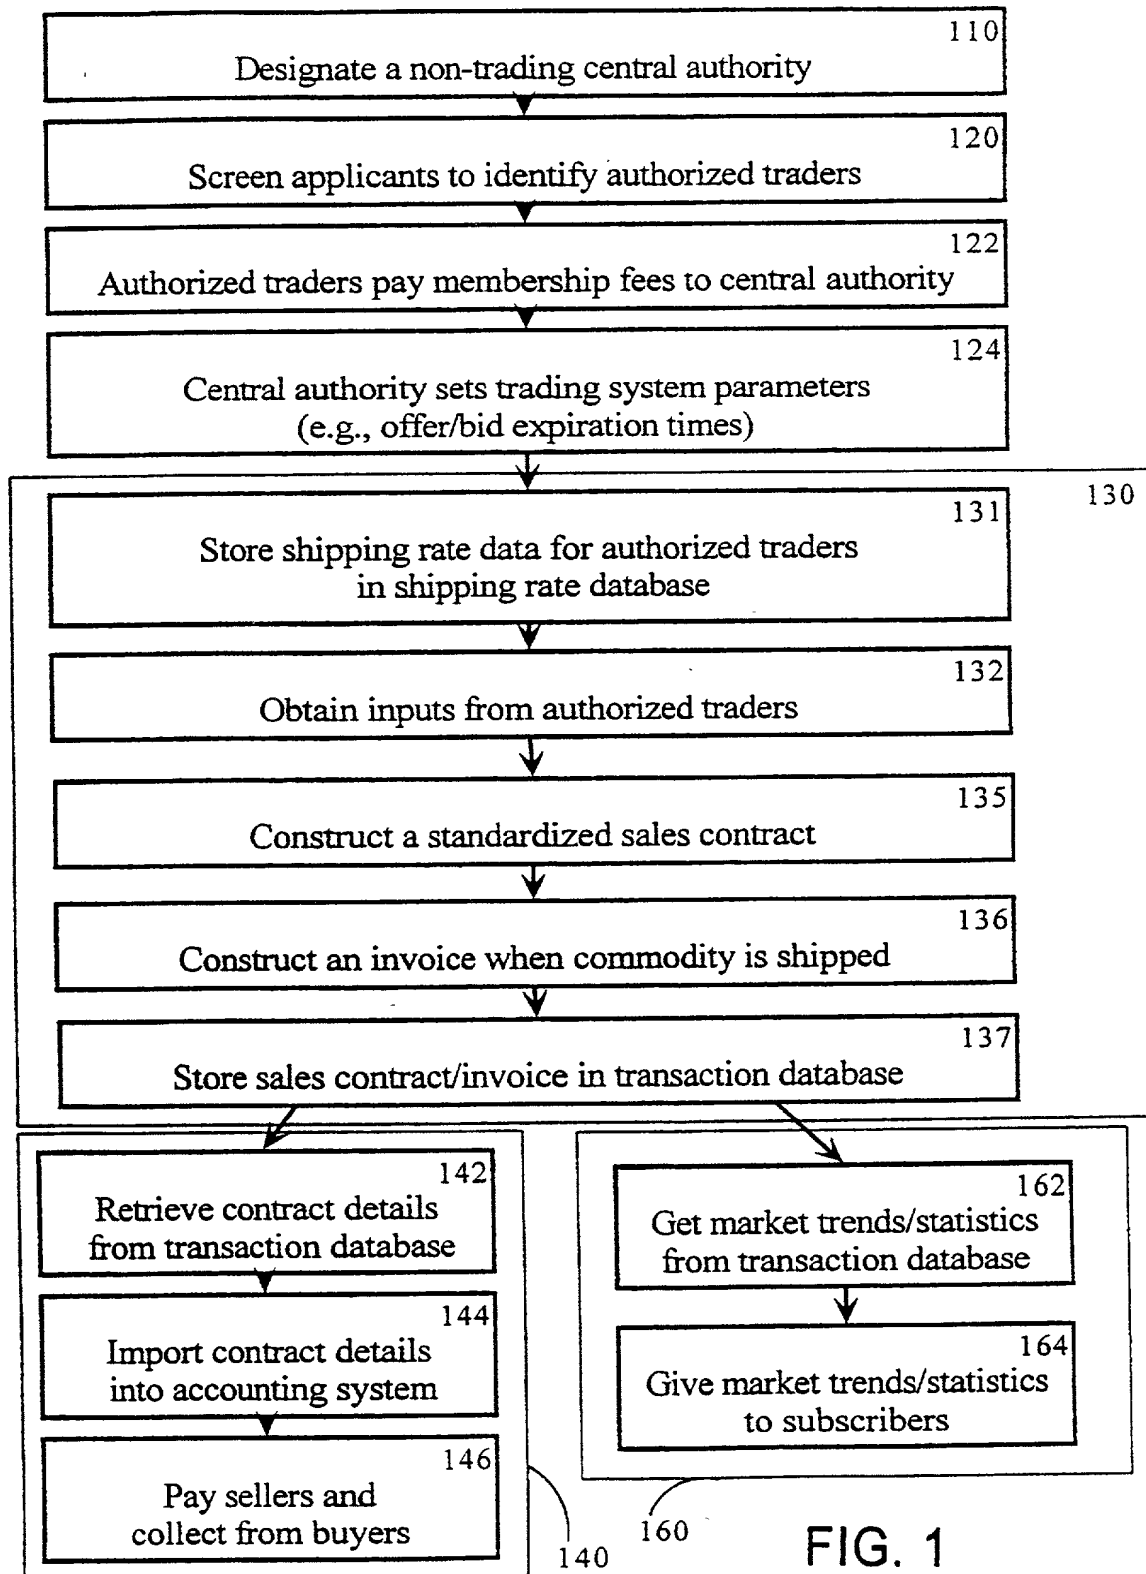 110
Designate a non-trading central authority
120
Screen applicants to identify authorized traders
122
Authorized traders pay membership fees to central authority
124
Central authority sets trading system parameters
(e.g., offer/bid expiration times)
130
131
Store shipping rate data for authorized traders
in shipping rate database
132
Obtain inputs from authorized traders
135
Construct a standardized sales contract
136
Construct an invoice when commodity is shipped
137
Store sales contract/invoice in transaction database
142
Retrieve contract details
from transaction database
144
Import contract details
into accounting system
146
Pay sellers and
collect from buyers
140
162
Get market trends/statistics
from transaction database
164
Give market trends/statistics
to subscribers
160
FIG. 1